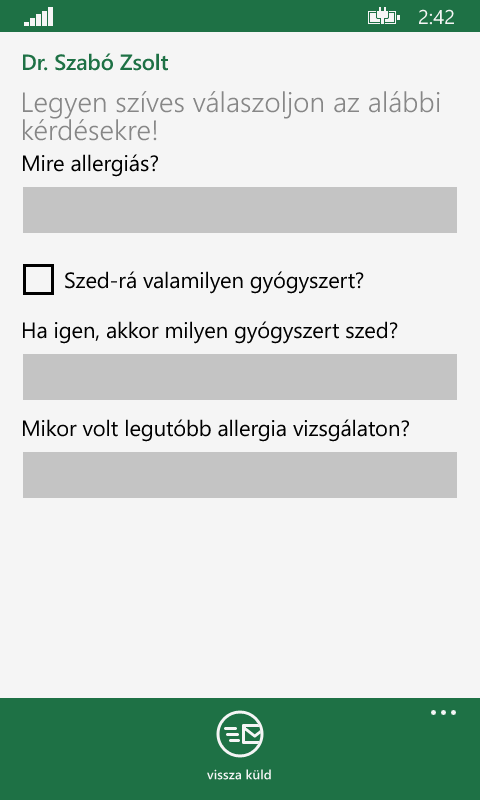 2:42
Dr. Szabó Zsolt
Legyen szíves válaszoljon az alábbi
kérdésekre!
Mire allergiás?
Szed-rá valamilyen gyógyszert?
Ha igen, akkor milyen gyógyszert szed?
Mikor volt legutóbb allergia vizsgálaton?
vissza küld